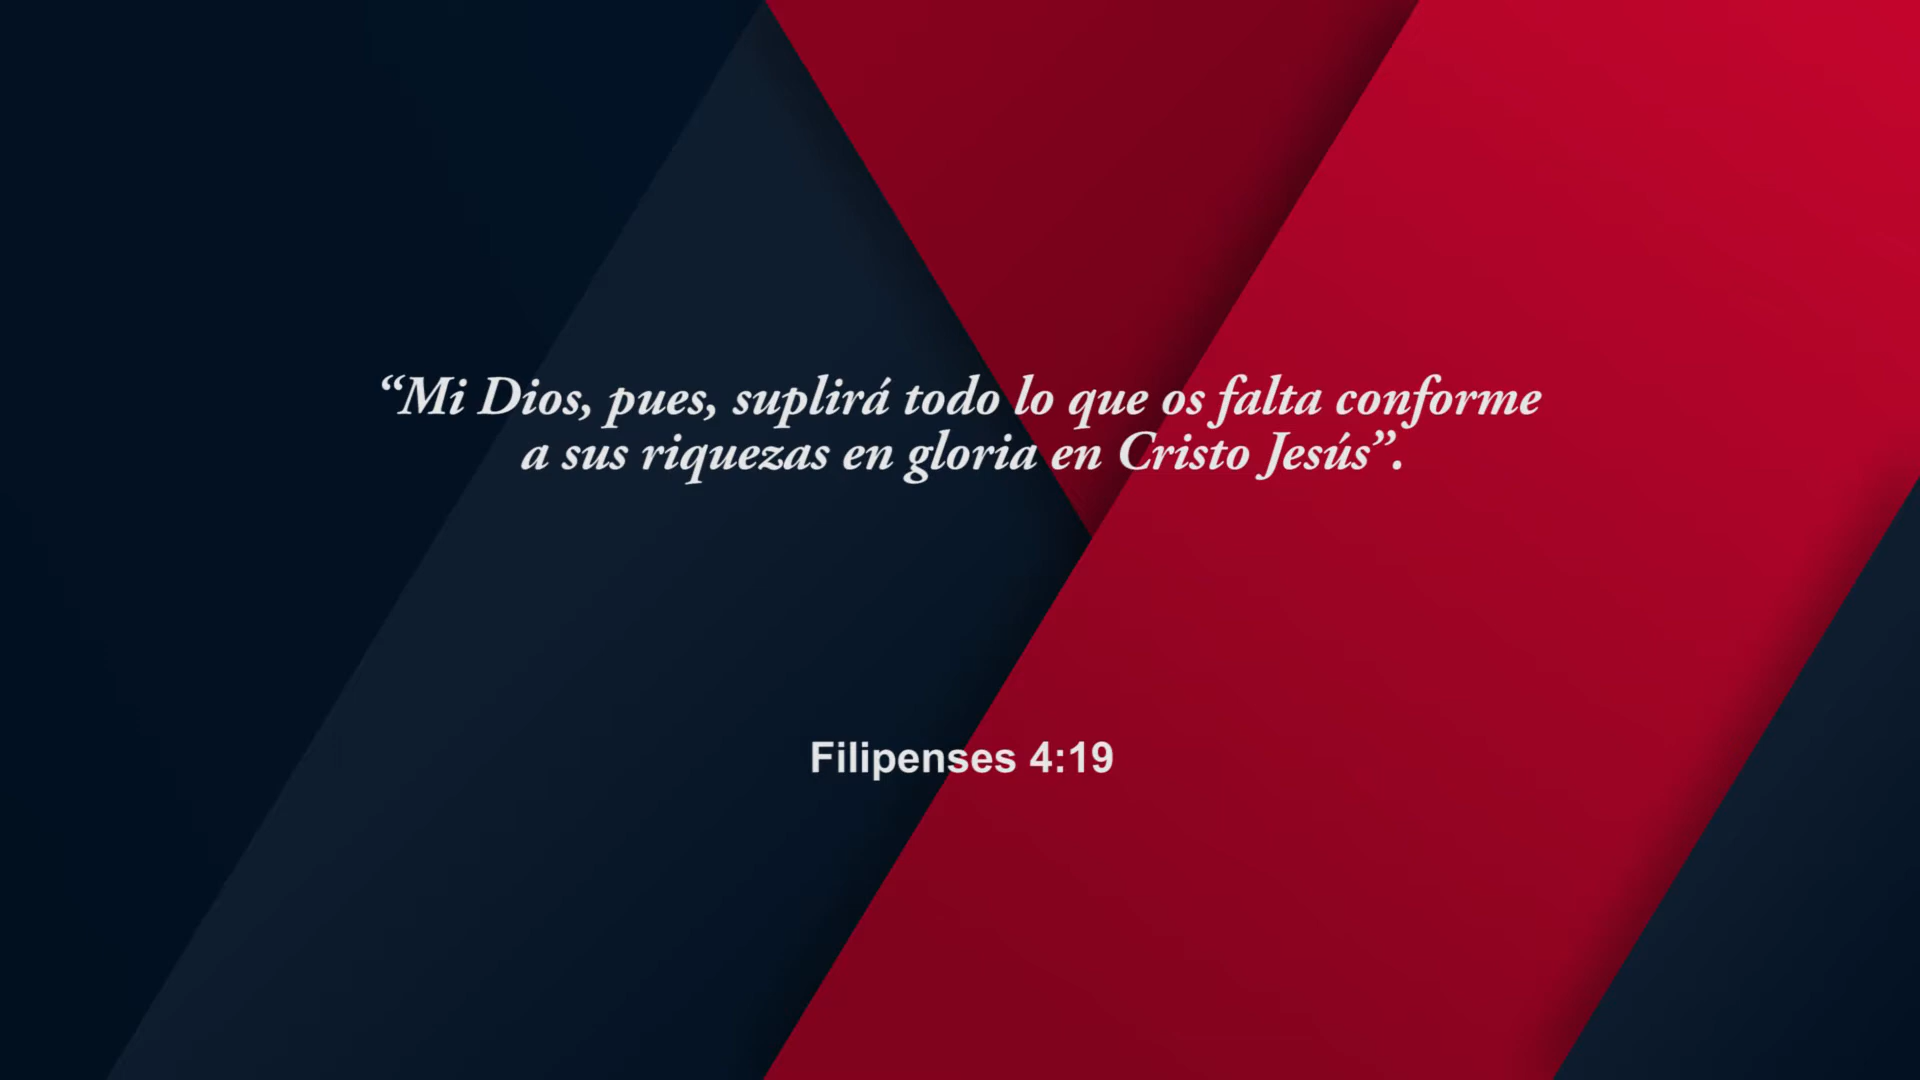 “Mi Dios, pues, suplirá todo lo que os falta conforme
a sus riquezas en gloria en Cristo Jesús”.
Filipenses 4:19